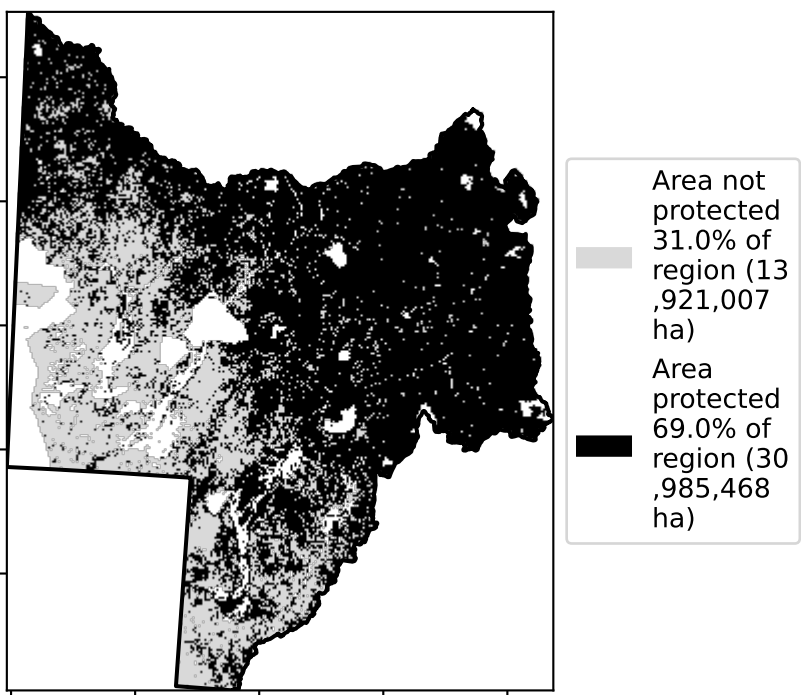 Area not
protected
31.0% of
region (13
,921,007
ha)
Area
protected
69.0% of
region (30
,985,468
ha)